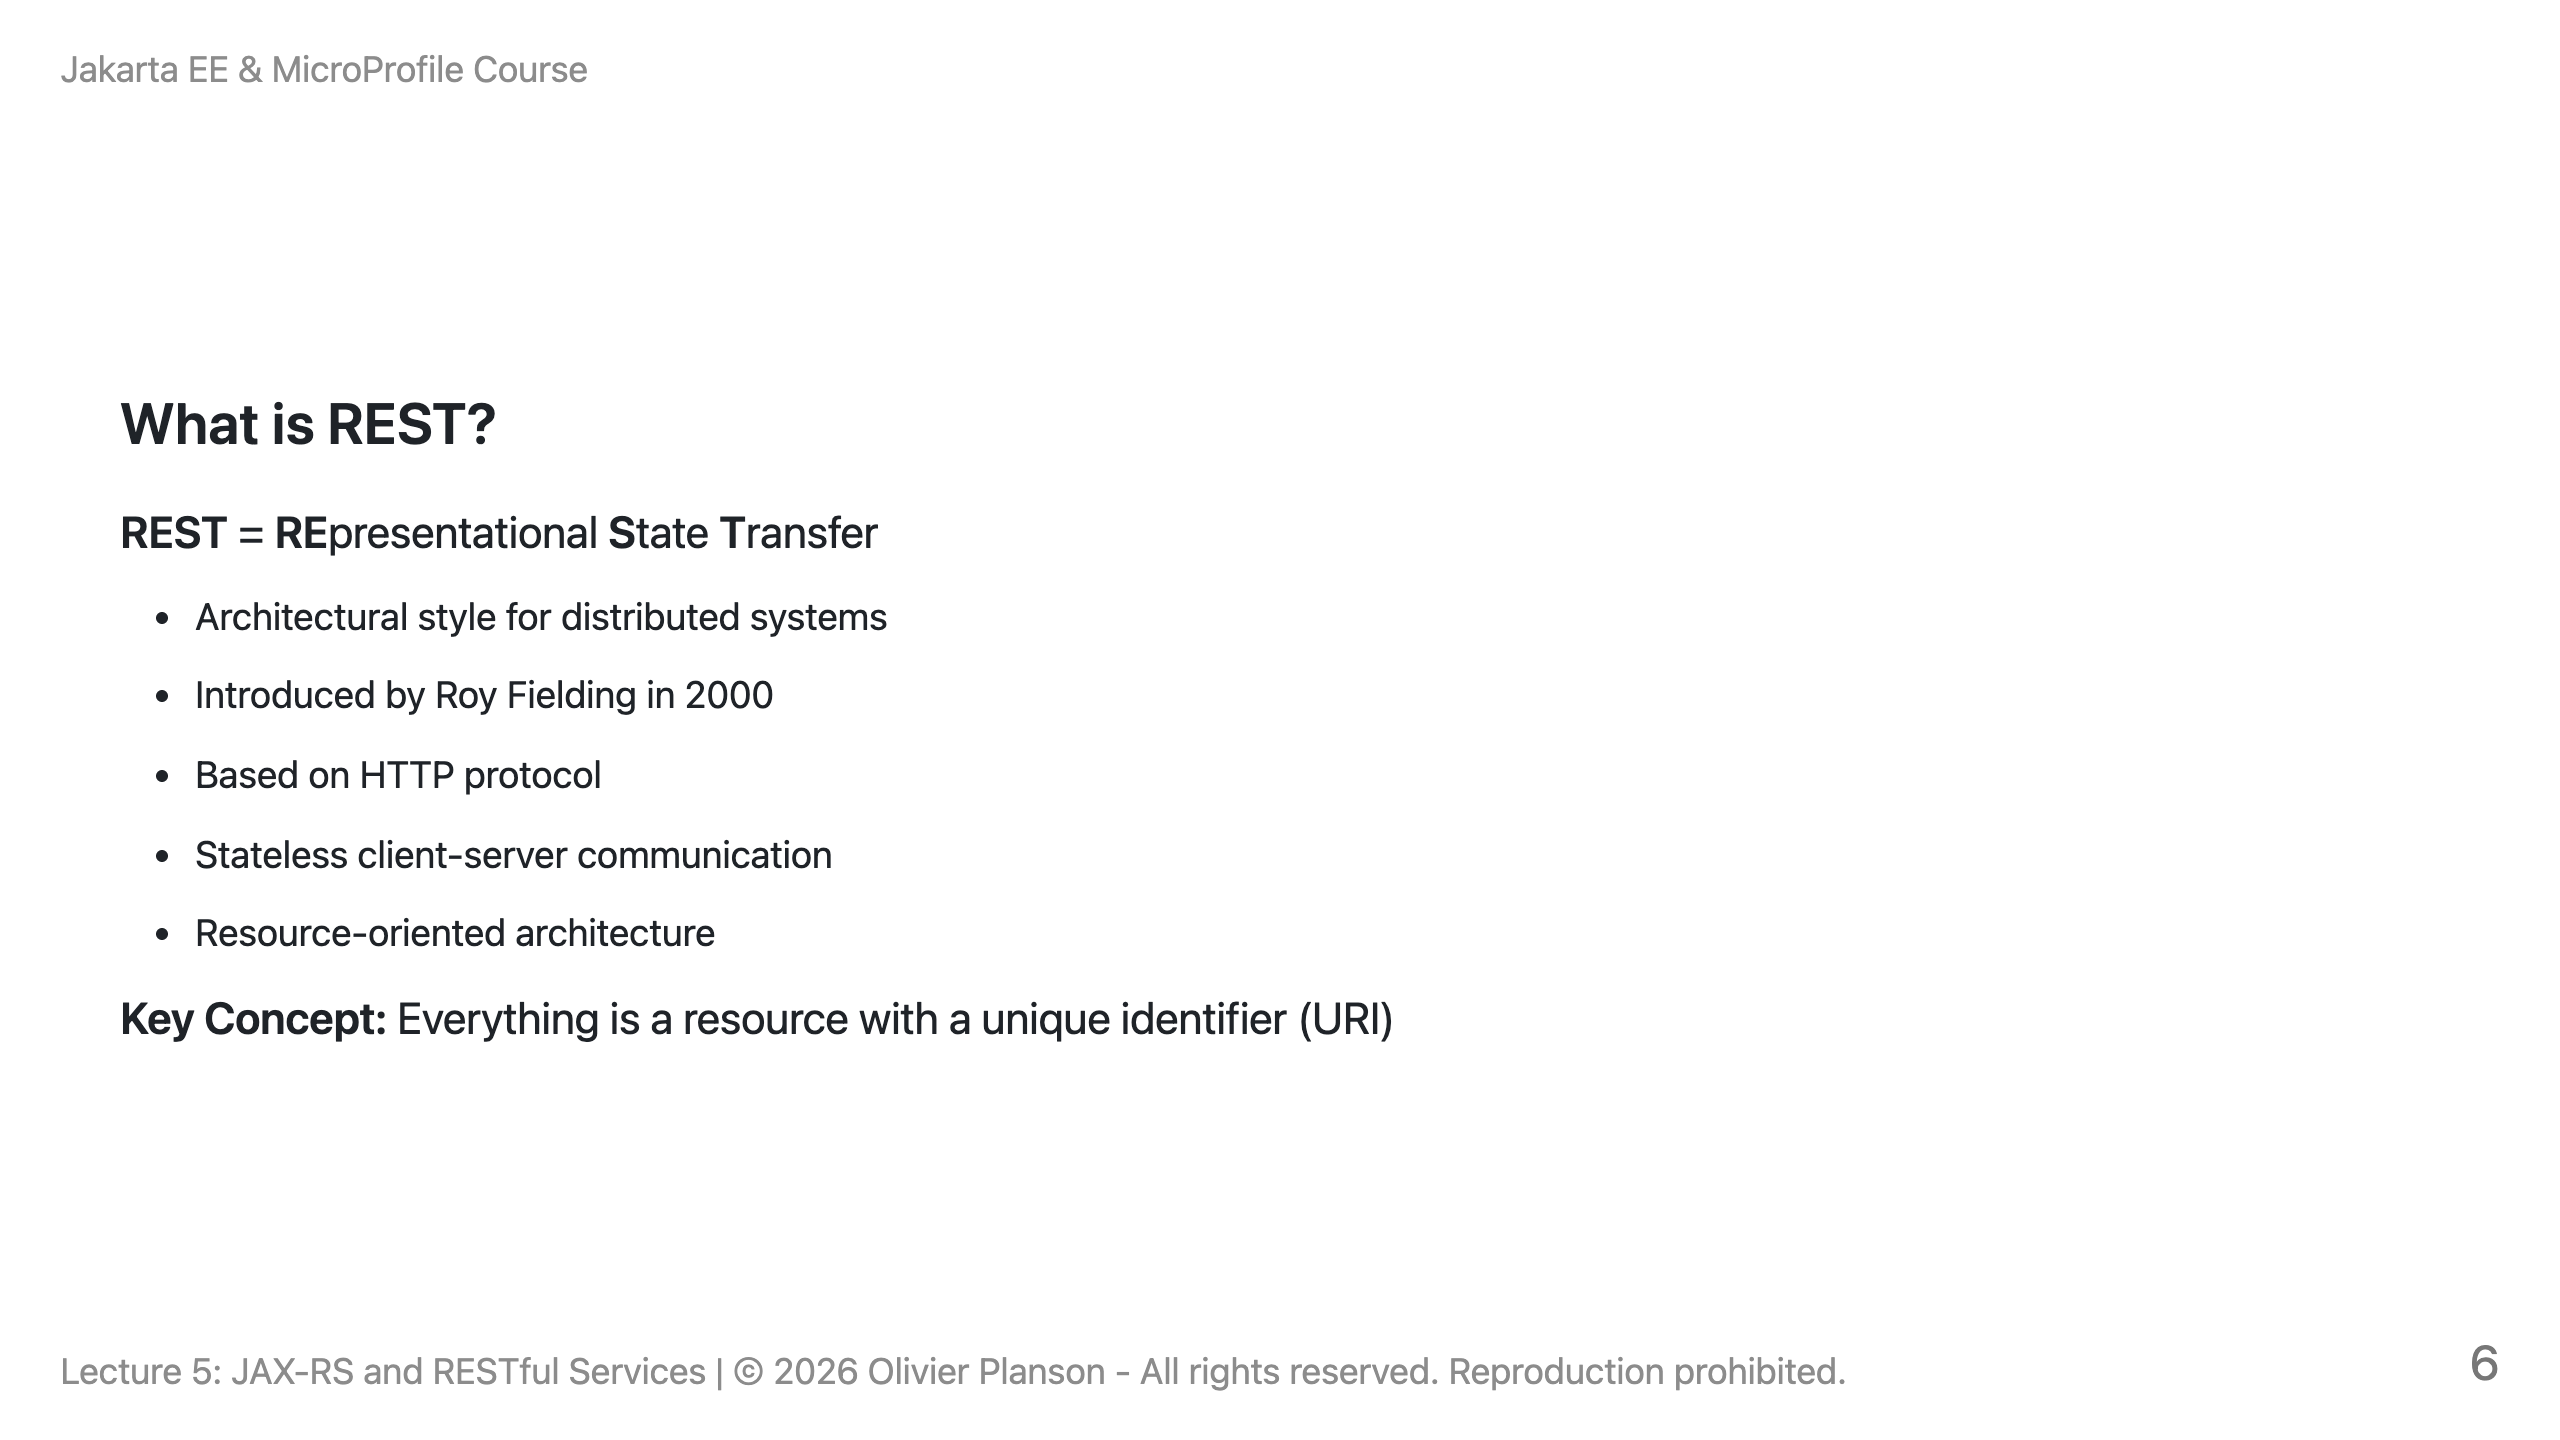 Jakarta EE & MicroProfile Course
What is REST?
REST = REpresentational State Transfer
• Architectural style for distributed systems
• Introduced by Roy Fielding in 2000
• Based on HTTP protocol
• Stateless client-server communication
• Resource-oriented architecture
Key Concept: Everything is a resource with a unique identifier (URI)
Lecture 5: JAX-RS and RESTful Services | © 2026 Olivier Planson - All rights reserved. Reproduction prohibited.
6